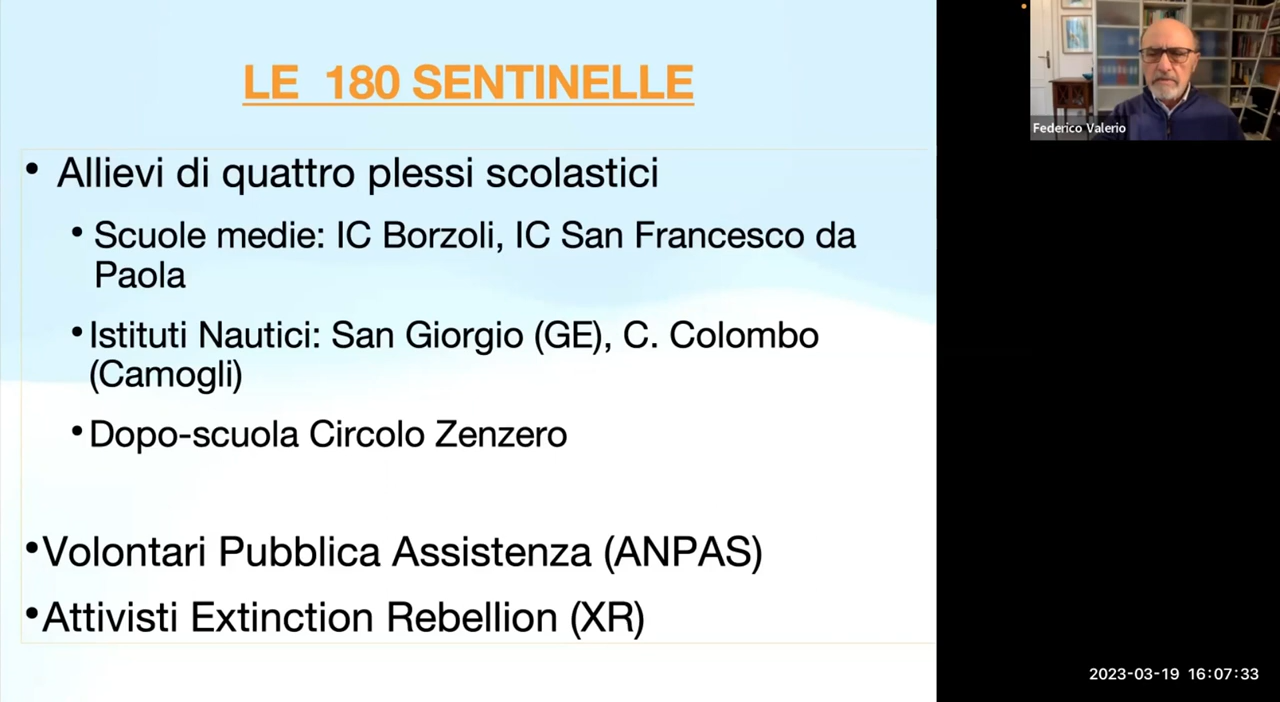 LE 180 SENTINELLE
• Allievi di quattro plessi scolastici
• Scuole medie: IC Borzoli, IC San Francesco da
Paola
• Istituti Nautici: San Giorgio (GE), C. Colombo
(Camogli)
• Dopo-scuola Circolo Zenzero
• Volontari Pubblica Assistenza (ANPAS)
• Attivisti Extinction Rebellion (XR)
Federico Valerio
2023-03-19 16:07:33